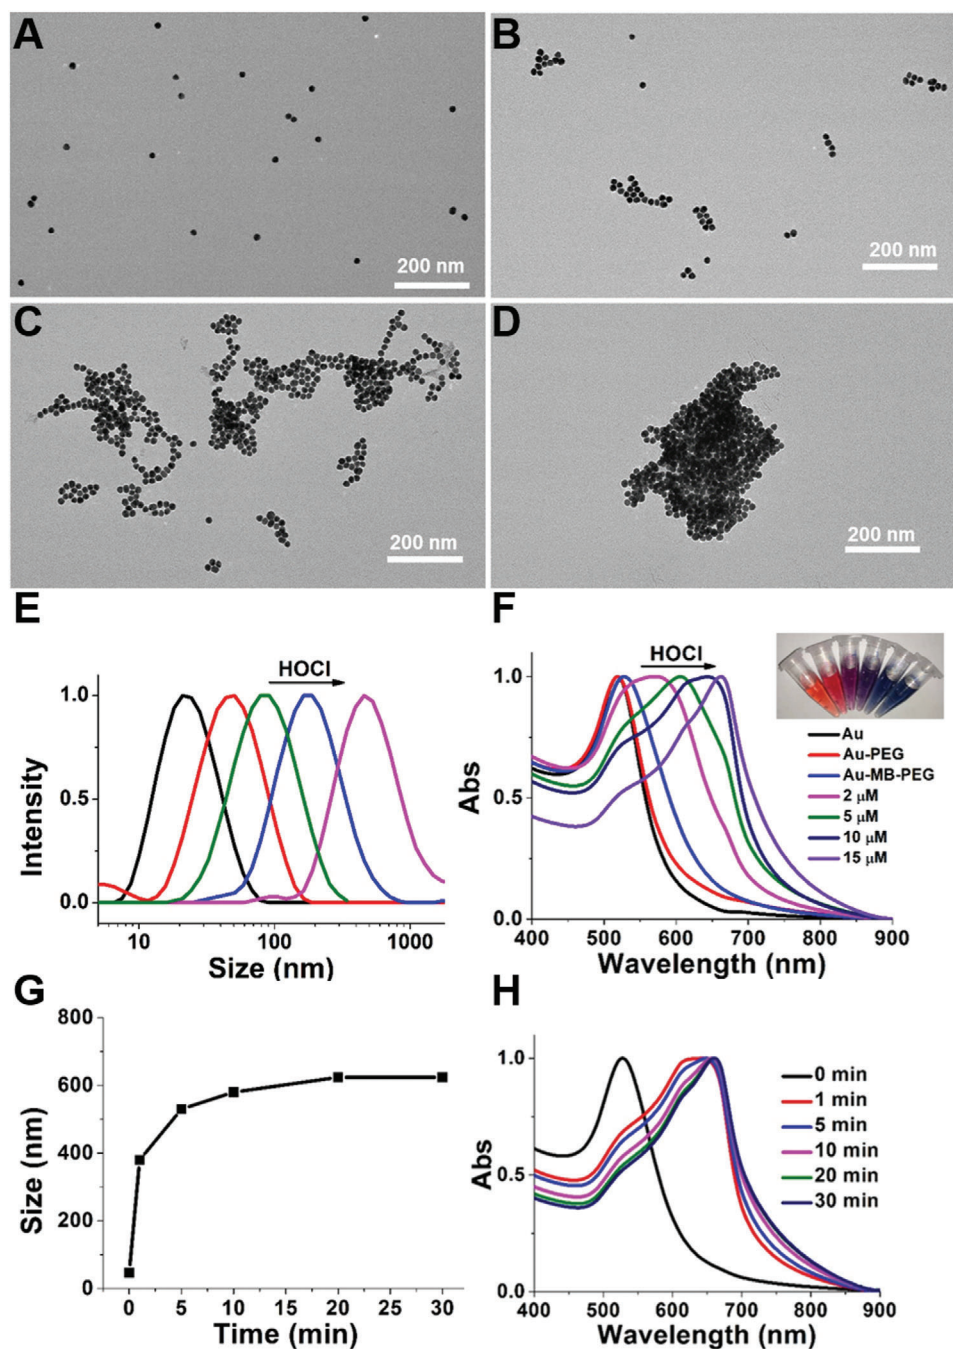 A
200 nm
B
200 nm
C
200 nm
D
200 nm
E
HOCl
1.0
0.5
0.0
Intensity
10
100
1000
Size (nm)
F
HOCl
1.0
0.5
0.0
Abs
Au
Au-PEG
Au-MB-PEG
2 μM
5 μM
10 μM
15 μM
400
500
600
700
800
900
Wavelength (nm)
G
800
600
400
200
0
Size (nm)
0
5
10
15
20
25
30
Time (min)
H
1.0
0.5
0.0
Abs
0 min
1 min
5 min
10 min
20 min
30 min
400
500
600
700
800
900
Wavelength (nm)